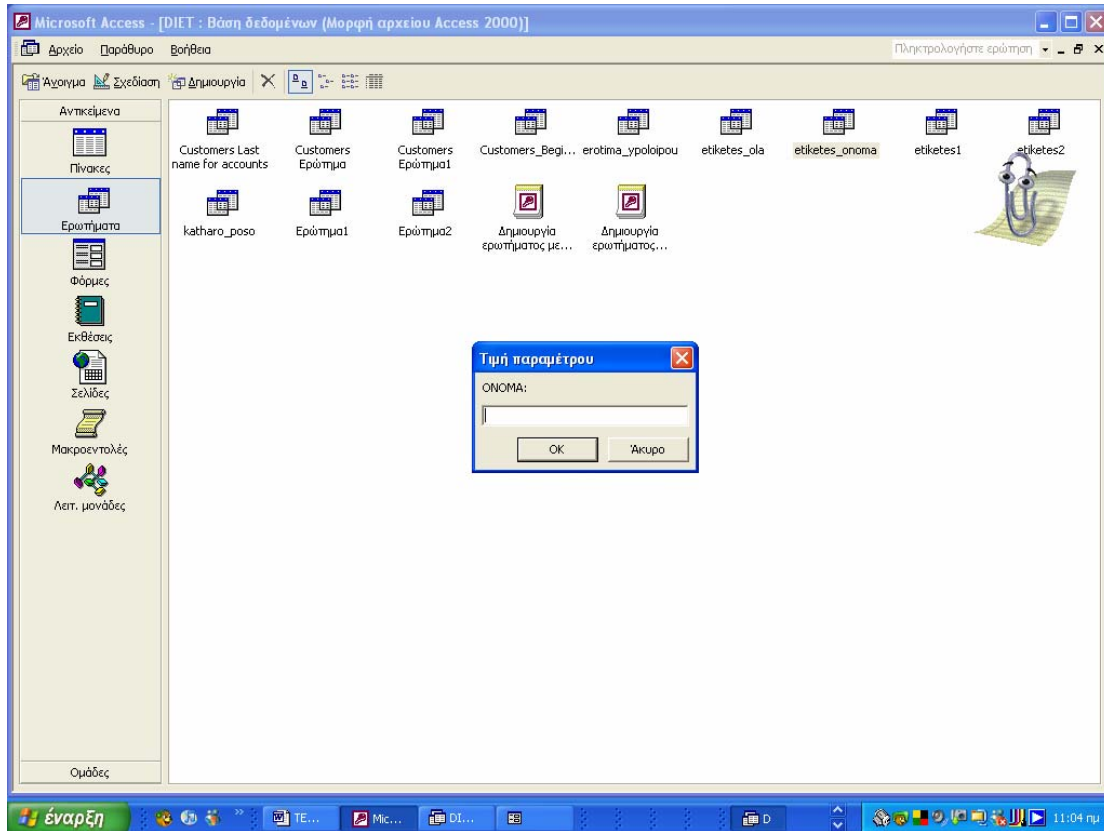 Microsoft Access - [DIET : Βάση δεδομένων (Μορφή αρχείου Access 2000)]
Αρχείο Παράθυρο Βοήθεια
Πληκτρολογήστε ερώτηση
Άνοιγμα Σχεδίαση Δημιουργία
Αντικείμενα
Πίνακες
Ερωτήματα
Φόρμες
Εκθέσεις
Σελίδες
Μακροεντολές
Λειτ. μονάδες
Ομάδες
Customers Last name for accounts
Customers Ερώτημα
Customers Ερώτημα1
Customers_Begi...
erotima_ypoloipou
etiketes_ola
etiketes_onoma
etiketes1
etiketes2
katharo_poso
Ερώτημα1
Ερώτημα2
Δημιουργία ερωτήματος με...
Δημιουργία ερωτήματος...
Τιμή παραμέτρου
ΟΝΟΜΑ:
OK
Άκυρο
έναρξη
TE...
Mic...
DI...
D
11:04 πμ